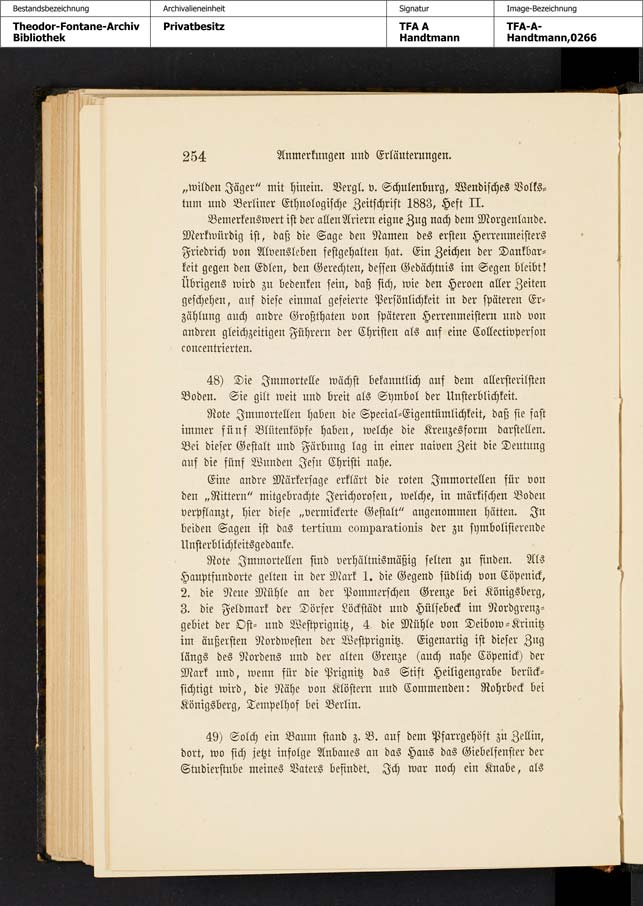 Bestandsbezeichnung
Archivalieneinheit
Signatur
Image-Bezeichnung
Theodor-Fontane-Archiv
Bibliothek
Privatbesitz
TFA A
Handtmann
TFA-A-
Handtmann,0266
254 Anmerkungen und Erläuterungen.
„wilden Jäger“ mit hinein. Vergl. v. Schulenburg, Wendisches Volks-
tum und Berliner Ethnologische Zeitschrift 1883, Heft II.
Bemerkenswert ist der allen Ariern eigne Zug nach dem Morgenlande.
Merkwürdig ist, daß die Sage den Namen des ersten Herrenmeisters
Friedrich von Alvensleben festgehalten hat. Ein Zeichen der Dankbar-
keit gegen den Edlen, den Gerechten, dessen Gedächtnis im Segen bleibt!
Übrigens wird zu bedenken sein, daß sich, wie den Heroen aller Zeiten
geschehen, auf diese einmal gefeierte Persönlichkeit in der späteren Er-
zählung auch andre Großthaten von späteren Herrenmeistern und von
andren gleichzeitigen Führern der Christen als auf eine Collectivperson
concentrierten.
48) Die Immortelle wächst bekanntlich auf dem allersterilsten
Boden. Sie gilt weit und breit als Symbol der Unsterblichkeit.
Rote Immortellen haben die Special-Eigentümlichkeit, daß sie fast
immer fünf Blütenköpfe haben, welche die Kreuzesform darstellen.
Bei dieser Gestalt und Färbung lag in einer naiven Zeit die Deutung
auf die fünf Wunden Jesu Christi nahe.
Eine andre Märkersage erklärt die roten Immortellen für von
den „Rittern“ mitgebrachte Jerichorosen, welche, in märkischen Boden
verpflanzt, hier diese „vermickerte Gestalt“ angenommen hätten. In
beiden Sagen ist das tertium comparationis der zu symbolisierende
Unsterblichkeitsgedanke.
Rote Immortellen sind verhältnismäßig selten zu finden. Als
Hauptfundorte gelten in der Mark 1. die Gegend südlich von Cöpenick,
2. die Neue Mühle an der Pommerschen Grenze bei Königsberg,
3. die Feldmark der Dörfer Löckstädt und Hülsebeck im Nordgrenz-
gebiet der Ost- und Westprignitz, 4 die Mühle von Deibow-Krinitz
im äußersten Nordwesten der Westprignitz. Eigenartig ist dieser Zug
längs des Nordens und der alten Grenze (auch nahe Cöpenick) der
Mark und, wenn für die Prignitz das Stift Heiligengrabe berück-
sichtigt wird, die Nähe von Klöstern und Commenden: Rohrbeck bei
Königsberg, Tempelhof bei Berlin.
49) Solch ein Baum stand z. B. auf dem Pfarrgehöft zu Zellin,
dort, wo sich jetzt infolge Anbaues an das Haus das Giebelfenster der
Studierstube meines Vaters befindet. Ich war noch ein Knabe, als